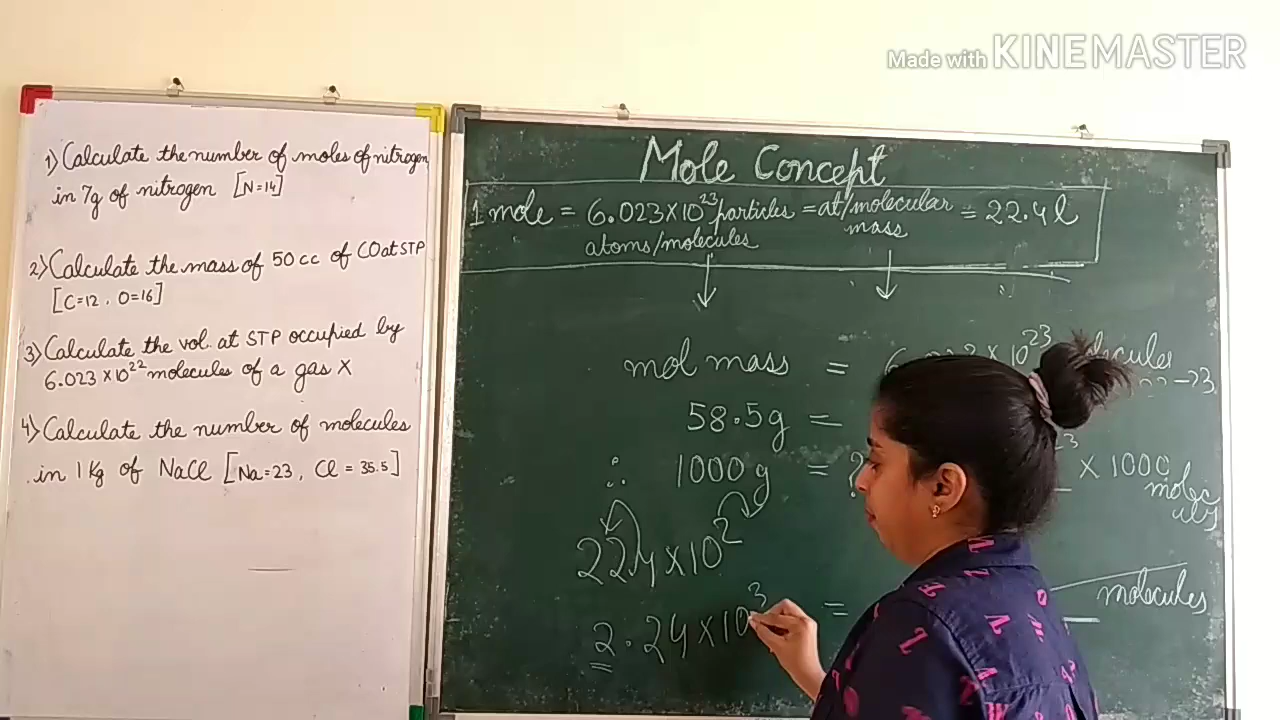 Made with KINEMASTER
1) Calculate the number of moles of nitrogen
in 7g of nitrogen [N=14]
2) Calculate the mass of 50 cc of CO at STP
[C=12, O=16]
3) Calculate the vol. at STP occupied by
6.023 × 10²² molecules of a gas X
4) Calculate the number of molecules
in 1 Kg of NaCl [Na=23, Cl = 35.5]
Mole Concept
1 mole = 6.023×10²³ particles = at/molecular = 22.4 l
atoms/molecules mass
mol mass = × 10²³
58.5g =
∴ 1000 g = ? × 1000
molec
ules
224×10²
2.24×10³ = molecules